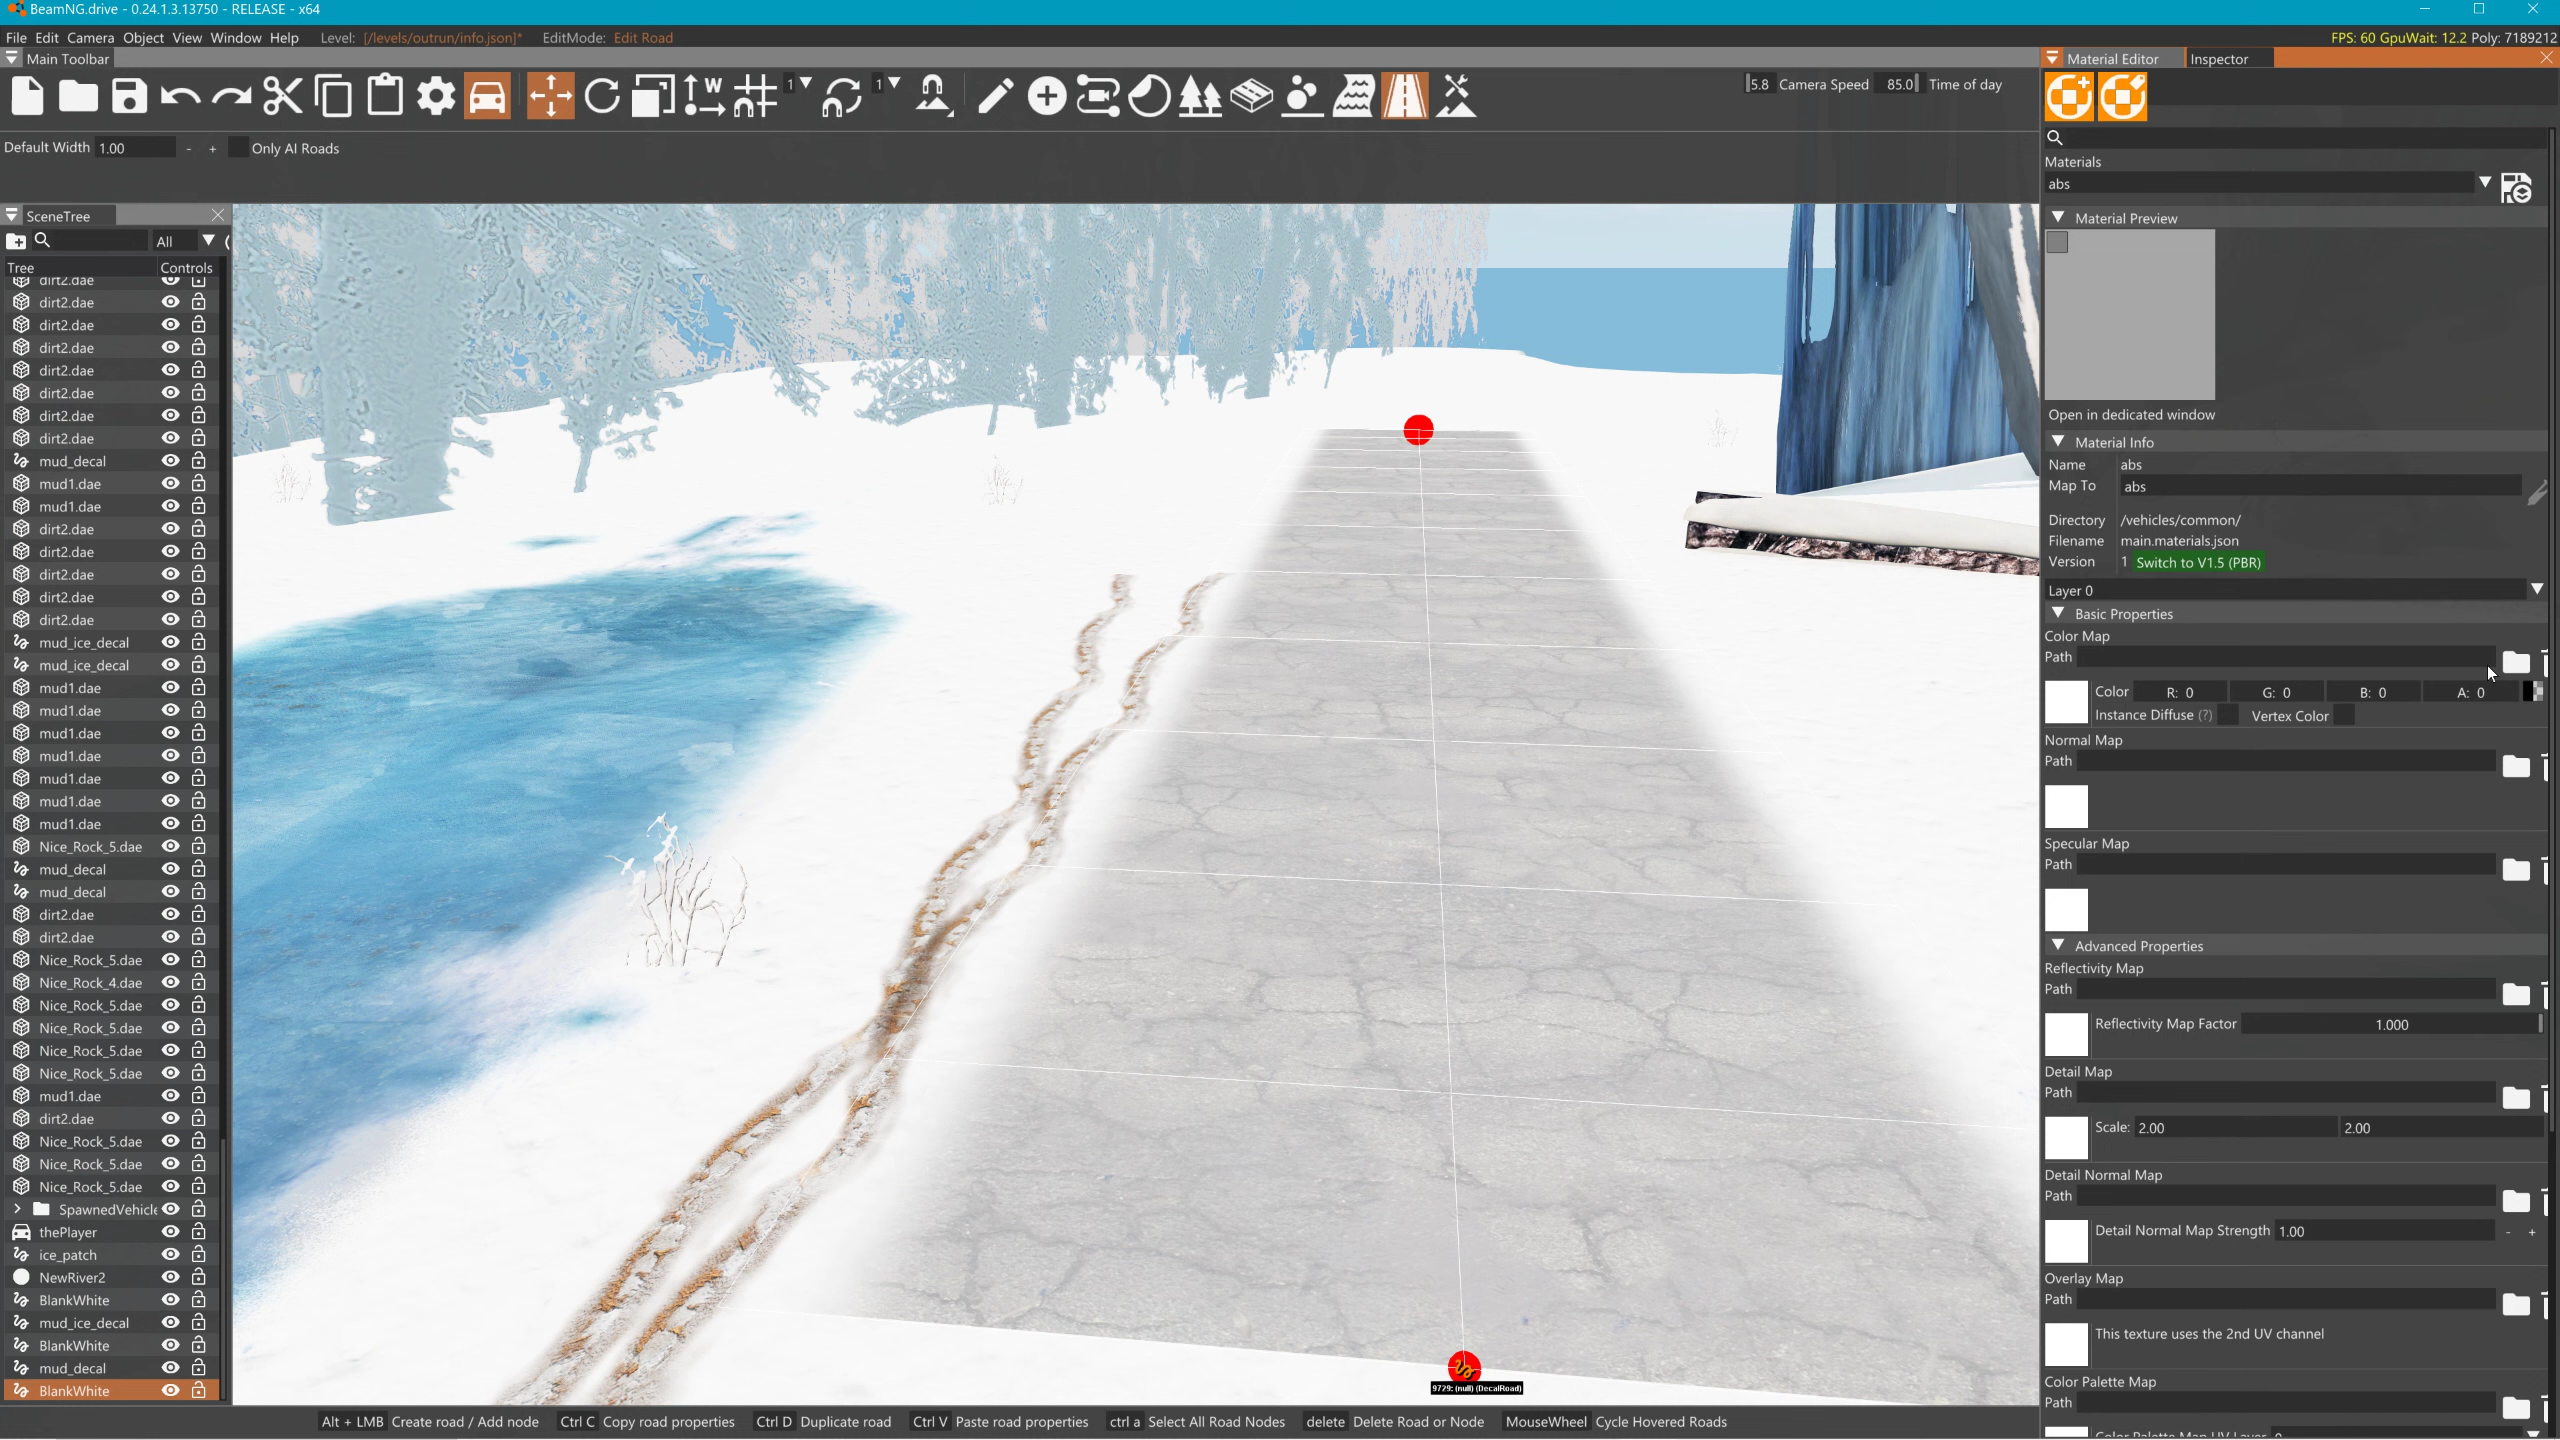 BeamNG.drive - 0.24.1.3.13750 - RELEASE - x64
File Edit Camera Object View Window Help Level: [/levels/outrun/info.json]* EditMode: Edit Road FPS: 60 GpuWait: 12.2 Poly: 7189212
Main Toolbar
Material Editor Inspector
W 1 1 5.8 Camera Speed 85.0 Time of day
Default Width 1.00 - + Only AI Roads
SceneTree
All
Tree Controls
dirt2.dae
dirt2.dae
dirt2.dae
dirt2.dae
dirt2.dae
dirt2.dae
dirt2.dae
dirt2.dae
mud_decal
mud1.dae
mud1.dae
dirt2.dae
dirt2.dae
dirt2.dae
dirt2.dae
dirt2.dae
mud_ice_decal
mud_ice_decal
mud1.dae
mud1.dae
mud1.dae
mud1.dae
mud1.dae
mud1.dae
mud1.dae
Nice_Rock_5.dae
mud_decal
mud_decal
dirt2.dae
dirt2.dae
Nice_Rock_5.dae
Nice_Rock_4.dae
Nice_Rock_5.dae
Nice_Rock_5.dae
Nice_Rock_5.dae
Nice_Rock_5.dae
mud1.dae
dirt2.dae
Nice_Rock_5.dae
Nice_Rock_5.dae
Nice_Rock_5.dae
SpawnedVehicle
thePlayer
ice_patch
NewRiver2
BlankWhite
mud_ice_decal
BlankWhite
mud_decal
BlankWhite
9729: (null) (DecalRoad)
Alt + LMB Create road / Add node Ctrl C Copy road properties Ctrl D Duplicate road Ctrl V Paste road properties ctrl a Select All Road Nodes delete Delete Road or Node MouseWheel Cycle Hovered Roads
Materials
abs
Material Preview
Open in dedicated window
Material Info
Name abs
Map To abs
Directory /vehicles/common/
Filename main.materials.json
Version 1 Switch to V1.5 (PBR)
Layer 0
Basic Properties
Color Map
Path
Color R: 0 G: 0 B: 0 A: 0
Instance Diffuse (?) Vertex Color
Normal Map
Path
Specular Map
Path
Advanced Properties
Reflectivity Map
Path
Reflectivity Map Factor 1.000
Detail Map
Path
Scale: 2.00 2.00
Detail Normal Map
Path
Detail Normal Map Strength 1.00 - +
Overlay Map
Path
This texture uses the 2nd UV channel
Color Palette Map
Path
Color Palette Map UV Layer 0